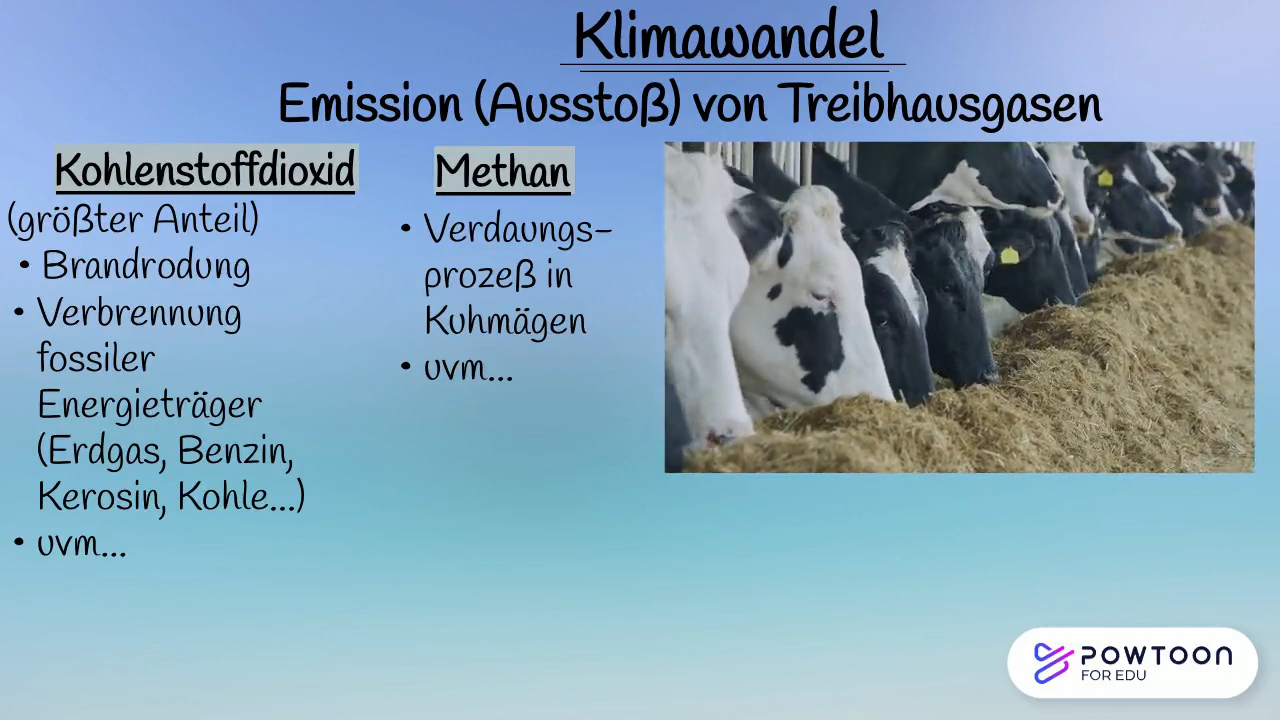 Klimawandel
Emission (Ausstoß) von Treibhausgasen
Kohlenstoffdioxid
(größter Anteil)
• Brandrodung
• Verbrennung
fossiler
Energieträger
(Erdgas, Benzin,
Kerosin, Kohle...)
• uvm...
Methan
• Verdaungs-
prozeß in
Kuhmägen
• uvm...
POWTOON
FOR EDU